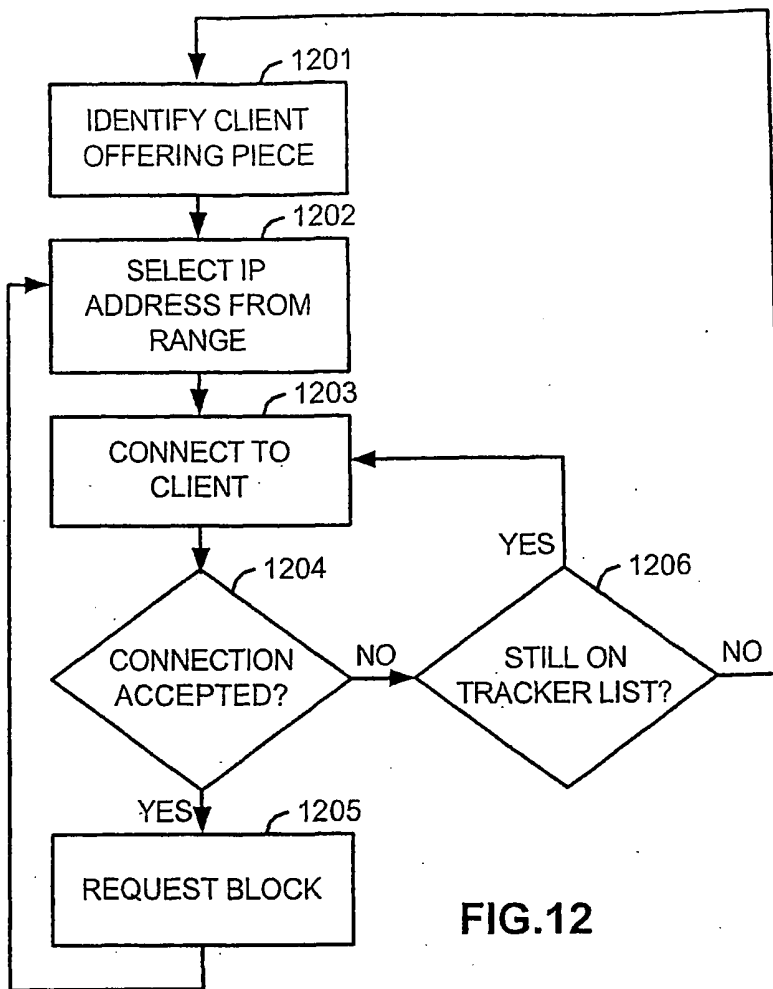 1201
IDENTIFY CLIENT
OFFERING PIECE
1202
SELECT IP
ADDRESS FROM
RANGE
1203
CONNECT TO
CLIENT
YES
1204
1206
CONNECTION
ACCEPTED?
NO
STILL ON
TRACKER LIST?
NO
YES
1205
REQUEST BLOCK
FIG.12